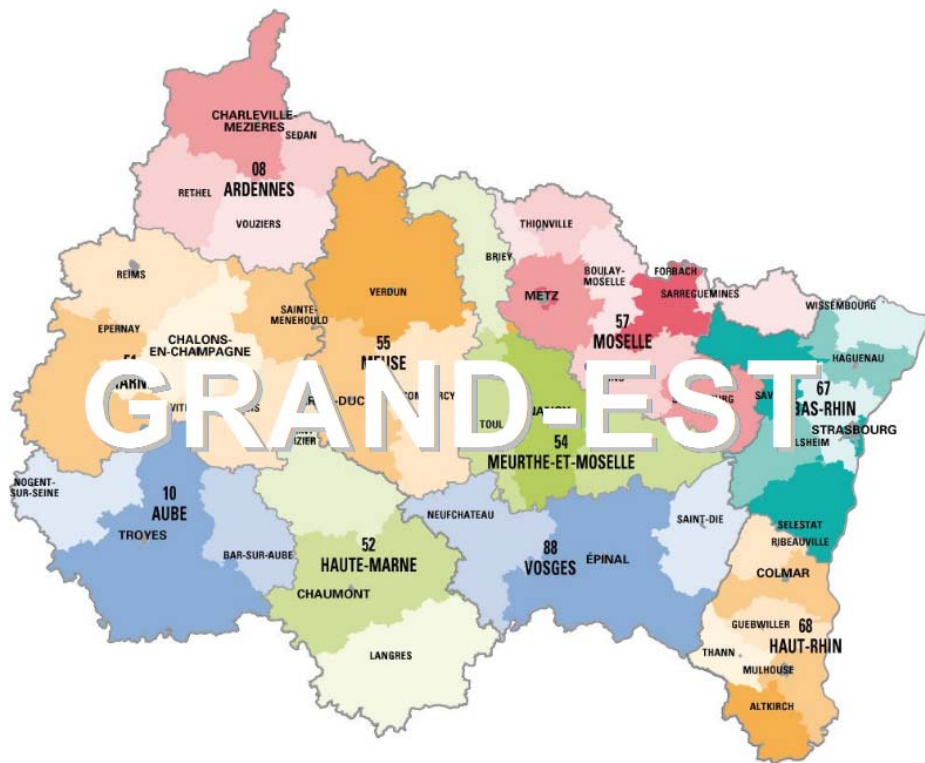 CHARLEVILLE-
MEZIERES
SEDAN
08
ARDENNES
RETHEL
VOUZIERS
THIONVILLE
BRIEY
BOULAY-
MOSELLE
FORBACH
SARREGUEMINES
REIMS
VERDUN
METZ
WISSEMBOURG
SAINTE-
MENEHOULD
EPERNAY
57
MOSELLE
CHALONS-
EN-CHAMPAGNE
55
MEUSE
HAGUENAU
67
BAS-RHIN
GRAND-EST
TOUL
STRASBOURG
54
MEURTHE-ET-MOSELLE
NOGENT-
SUR-SEINE
10
AUBE
TROYES
NEUFCHATEAU
SAINT-DIE
SELESTAT
RIBEAUVILLE
BAR-SUR-AUBE
52
HAUTE-MARNE
88
VOSGES
ÉPINAL
COLMAR
CHAUMONT
GUEBWILLER
68
HAUT-RHIN
LANGRES
THANN
MULHOUSE
ALTKIRCH